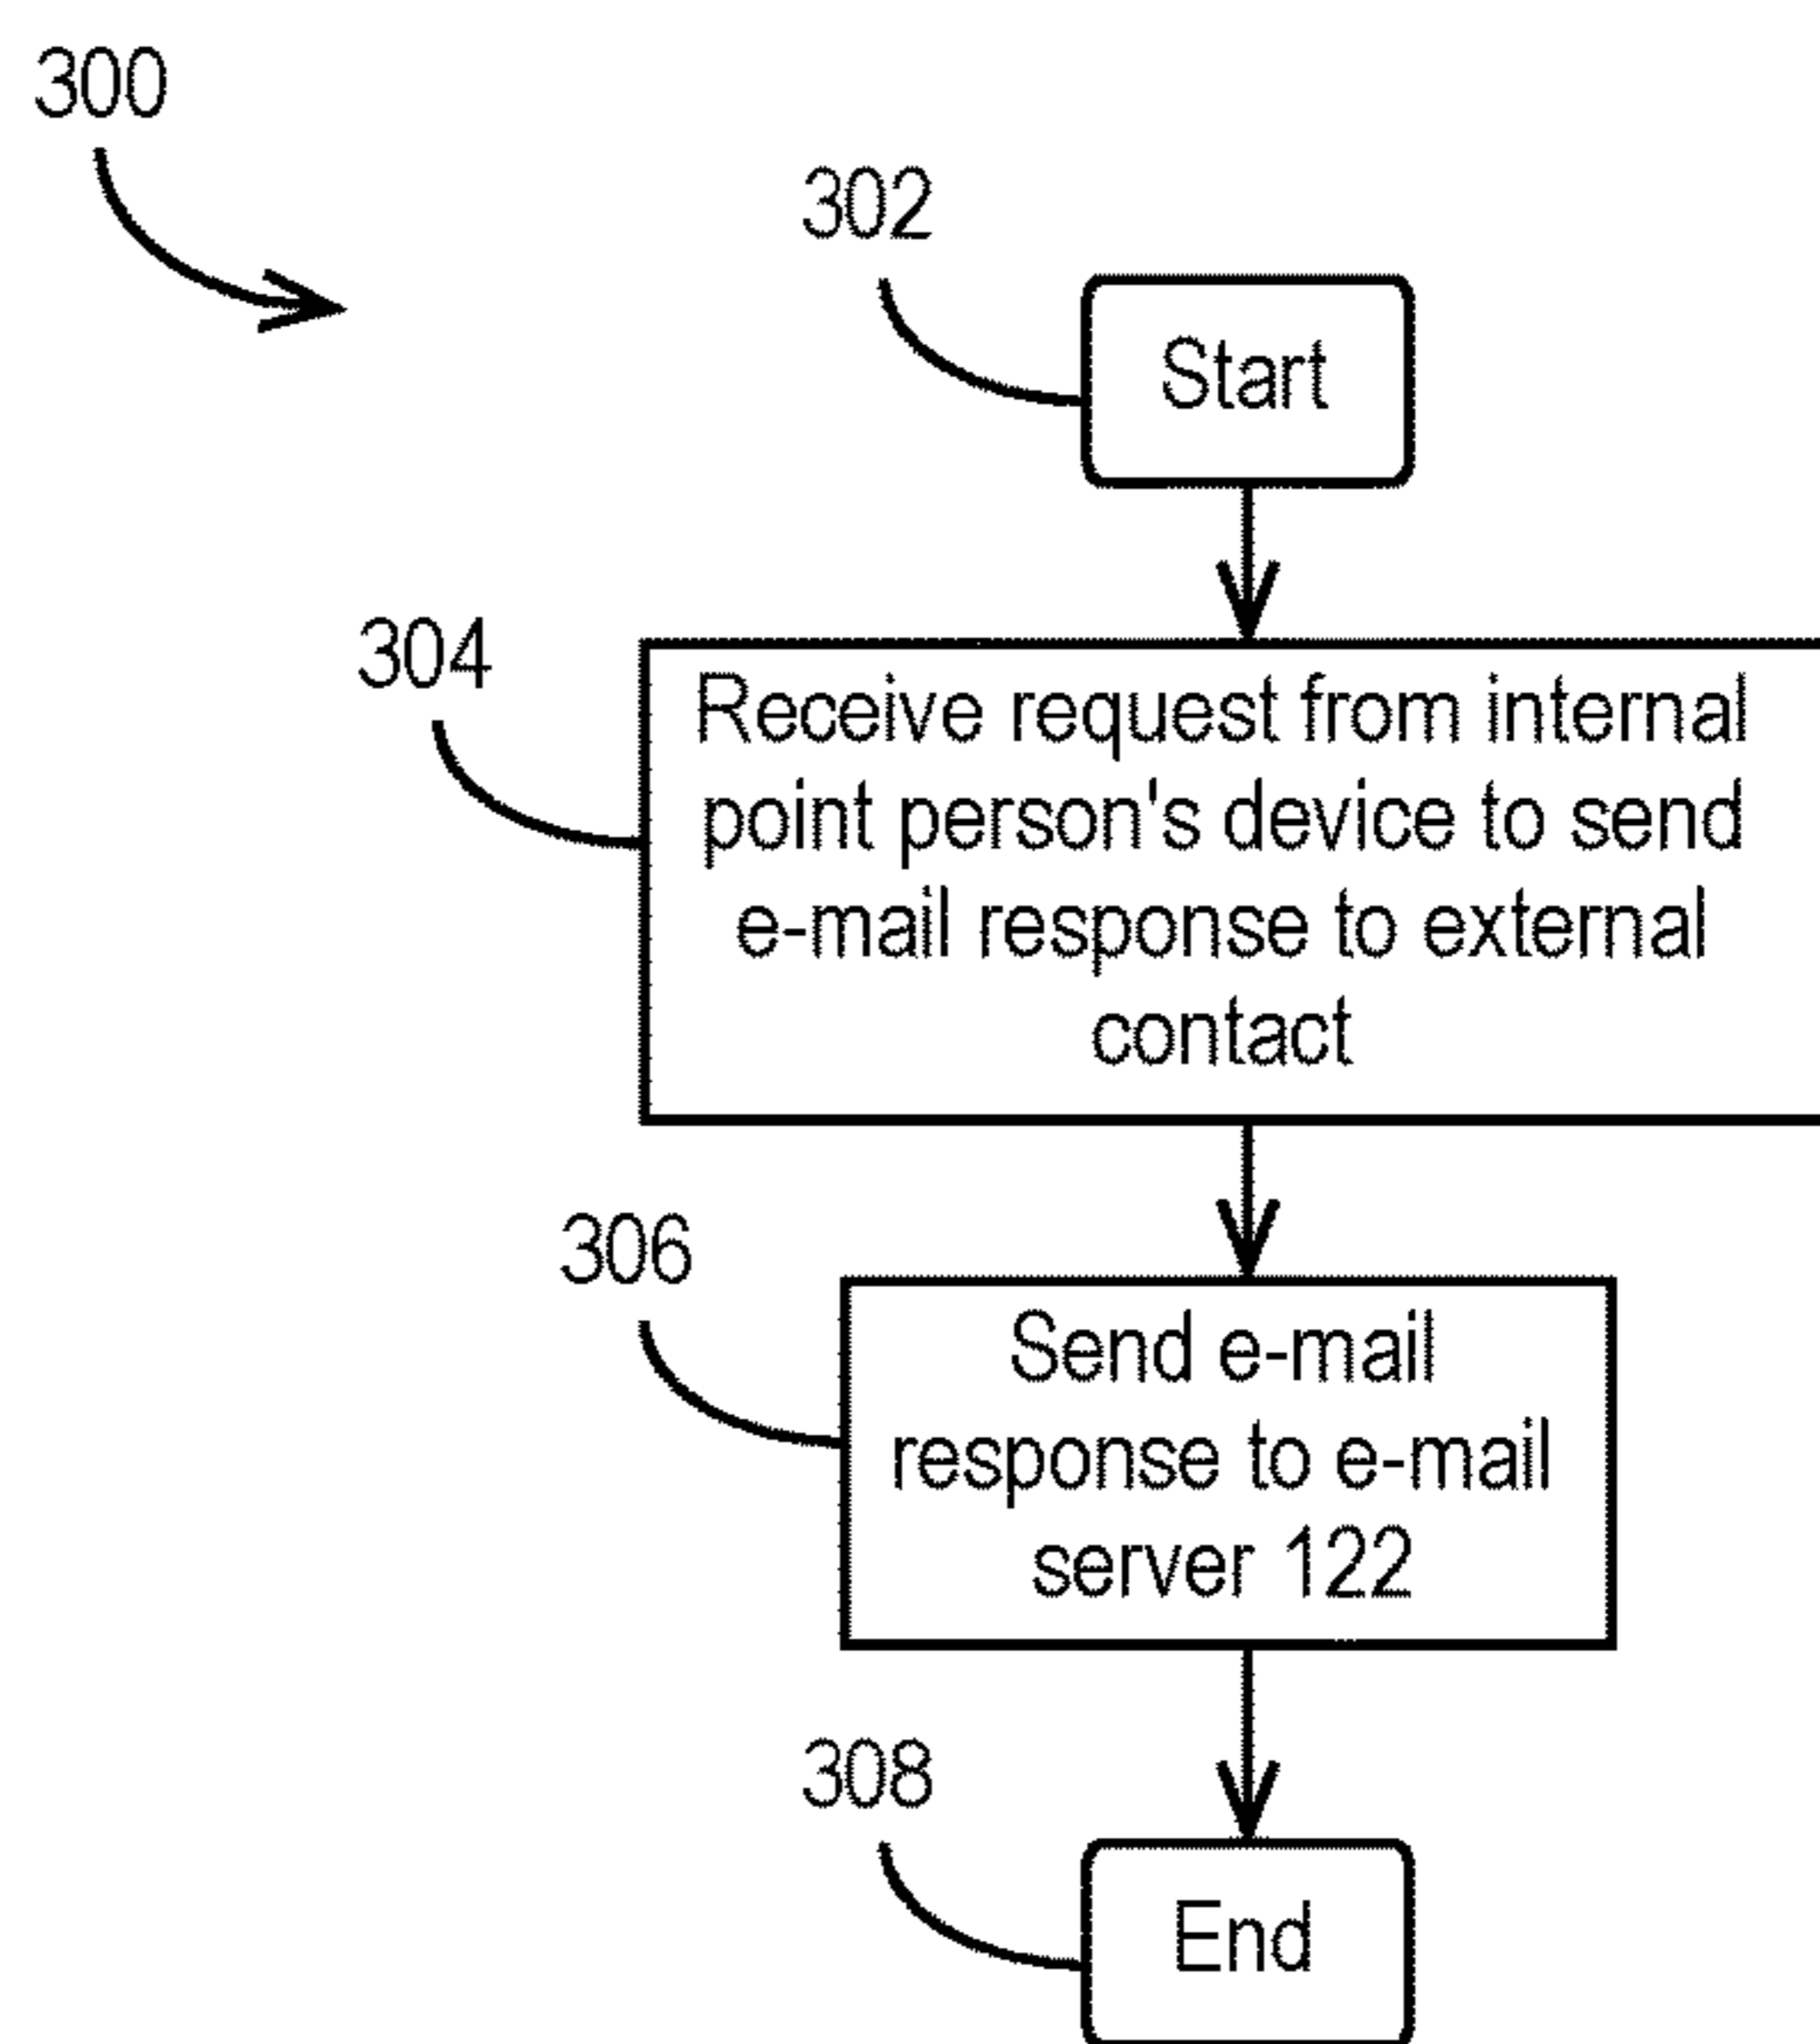 300
302
Start
304
Receive request from internal
point person's device to send
e-mail response to external
contact
306
Send e-mail
response to e-mail
server 122
308
End